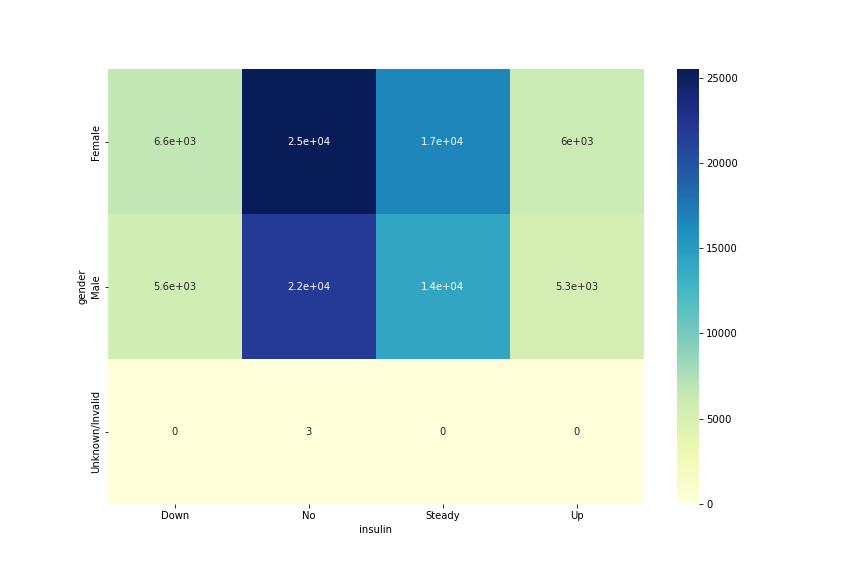 Female 6.6e+03 2.5e+04 1.7e+04 6e+03
gender
Male 5.6e+03 2.2e+04 1.4e+04 5.3e+03
Unknown/Invalid 0 3 0 0
Down No Steady Up
insulin
25000
20000
15000
10000
5000
0